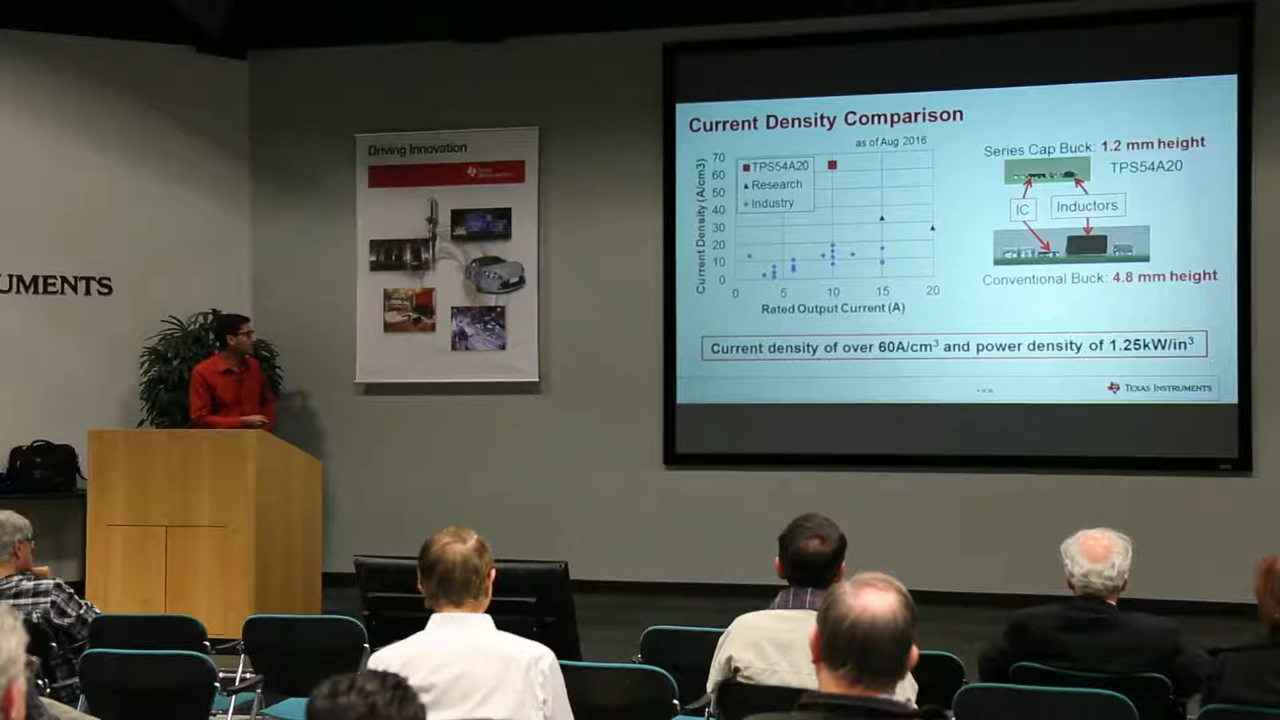 UMENTS
Driving Innovation
Current Density Comparison
as of Aug 2016
Current Density (A/cm3)
70
60
50
40
30
20
10
0
TPS54A20
Research
Industry
0
5
10
15
20
Rated Output Current (A)
Series Cap Buck: 1.2 mm height
TPS54A20
IC
Inductors
Conventional Buck: 4.8 mm height
Current density of over 60A/cm³ and power density of 1.25kW/in³
TEXAS INSTRUMENTS